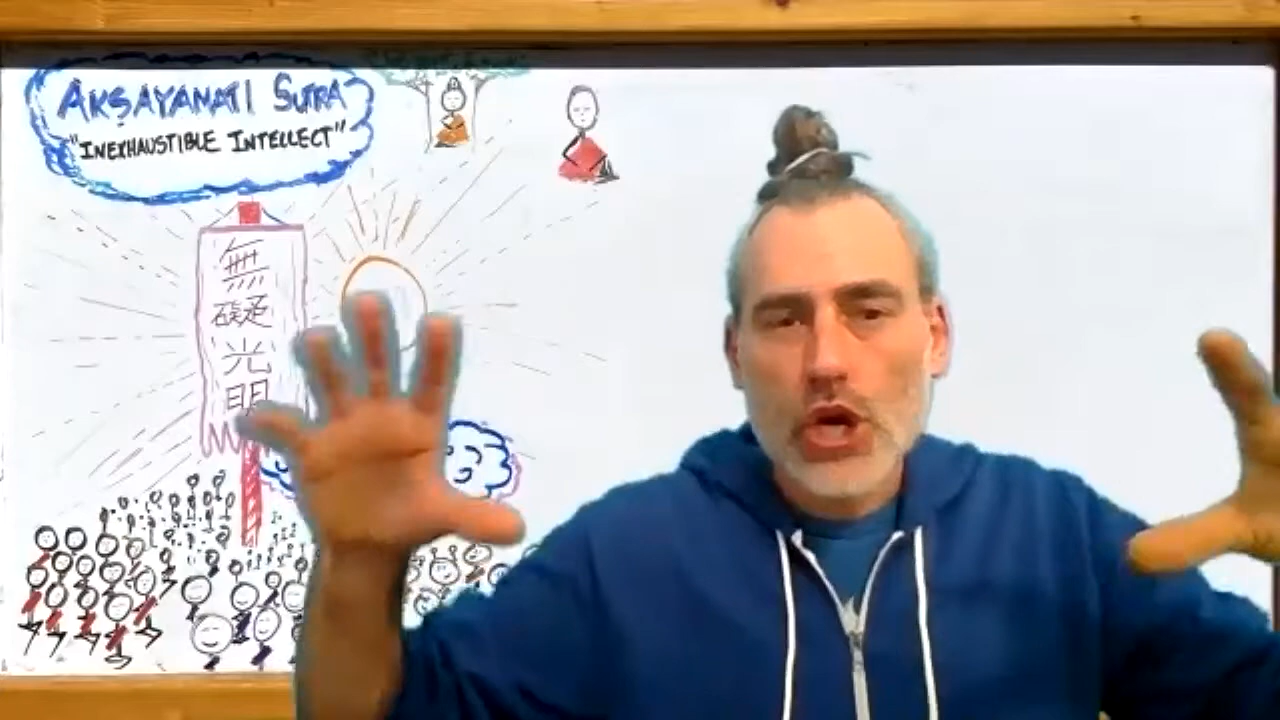 AKṢAYAMATI SUTRA
"INEXHAUSTIBLE INTELLECT"
無礙光